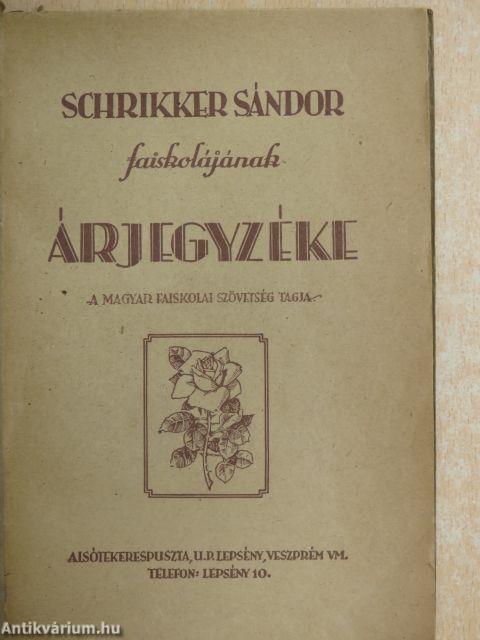 SCHRIKKER SÁNDOR
faiskolájának
ÁRJEGYZÉKE
A MAGYAR FAISKOLAI SZÖVETSÉG TAGJA
ALSÓTEKERESPUSZTA, U.P. LEPSÉNY, VESZPRÉM VM.
TELEFON: LEPSÉNY 10.
Antikvárium.hu